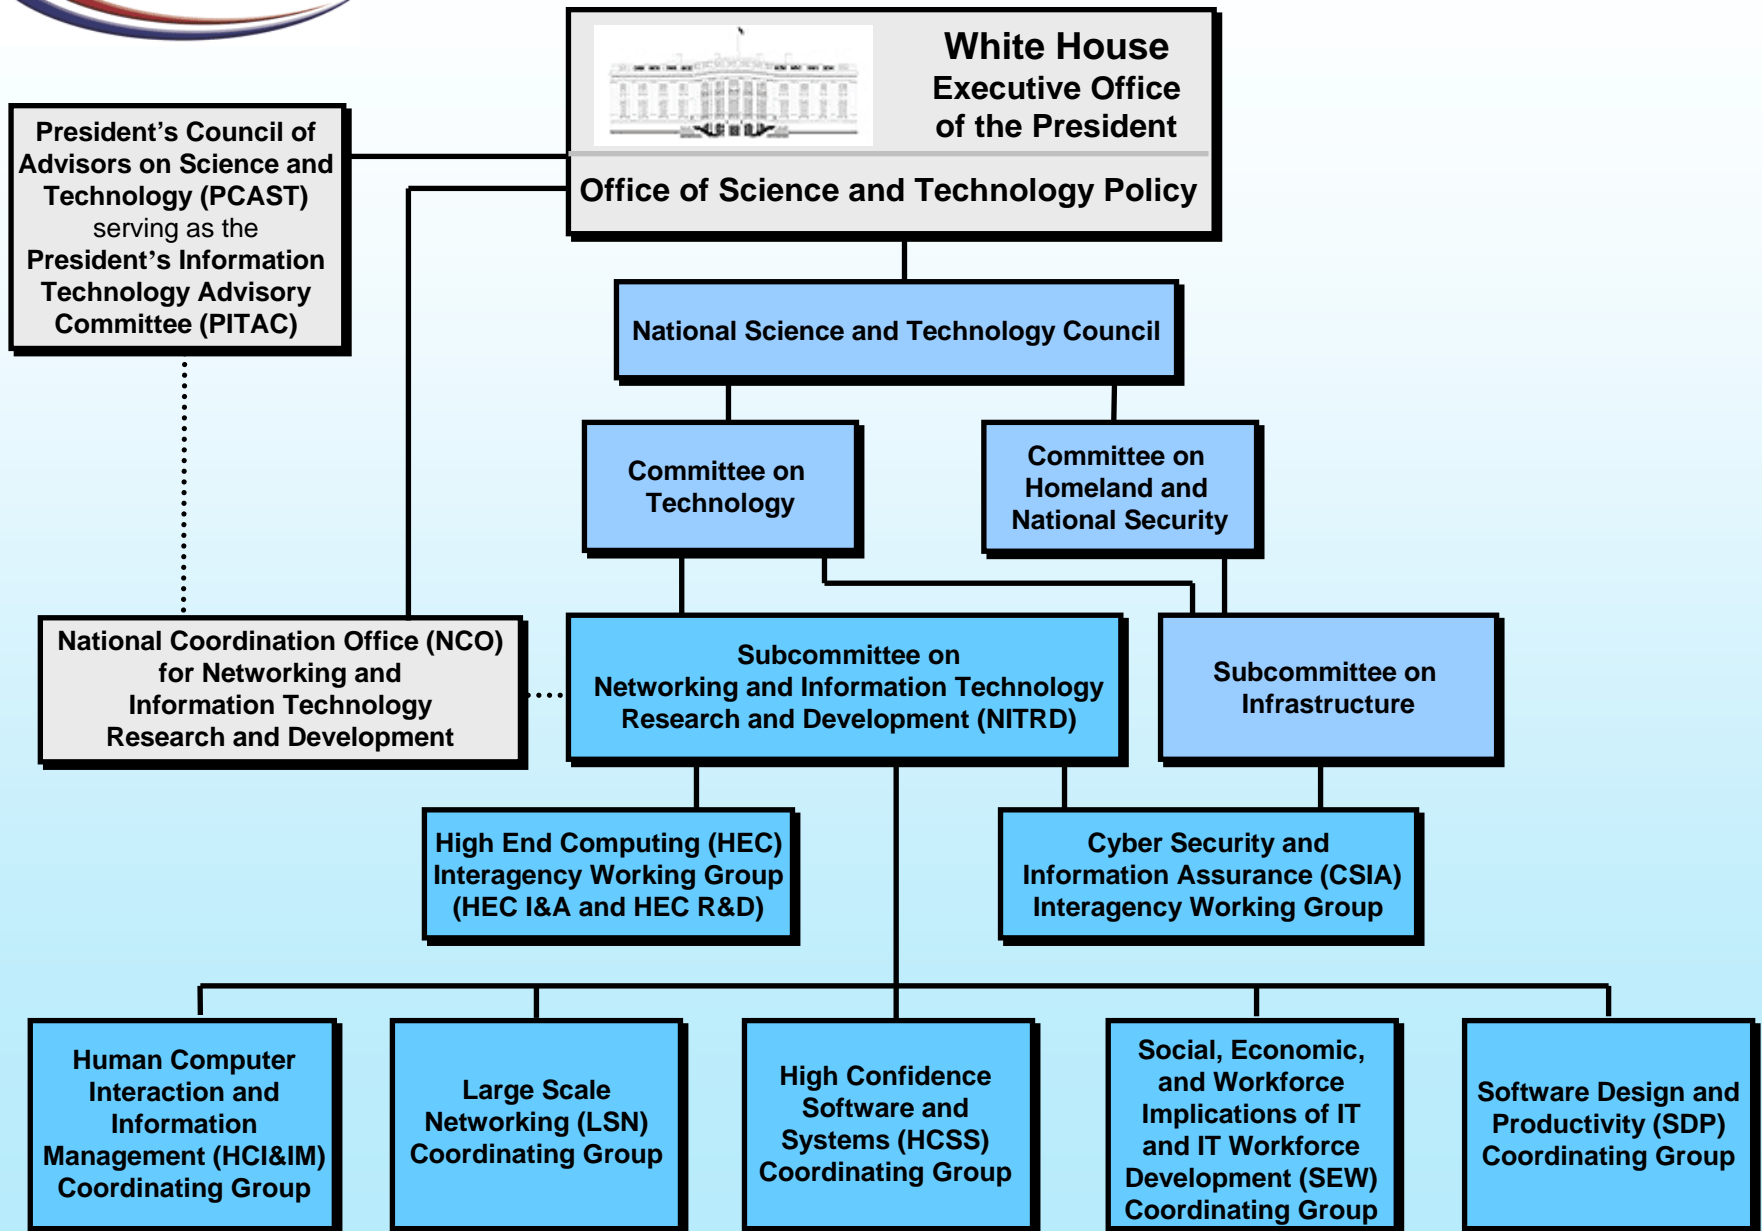 White House
Executive Office
of the President
Office of Science and Technology Policy
President’s Council of
Advisors on Science and
Technology (PCAST)
serving as the
President’s Information
Technology Advisory
Committee (PITAC)
National Science and Technology Council
Committee on
Technology
Committee on
Homeland and
National Security
National Coordination Office (NCO)
for Networking and
Information Technology
Research and Development
Subcommittee on
Networking and Information Technology
Research and Development (NITRD)
Subcommittee on
Infrastructure
High End Computing (HEC)
Interagency Working Group
(HEC I&A and HEC R&D)
Cyber Security and
Information Assurance (CSIA)
Interagency Working Group
Human Computer
Interaction and
Information
Management (HCI&IM)
Coordinating Group
Large Scale
Networking (LSN)
Coordinating Group
High Confidence
Software and
Systems (HCSS)
Coordinating Group
Social, Economic,
and Workforce
Implications of IT
and IT Workforce
Development (SEW)
Coordinating Group
Software Design and
Productivity (SDP)
Coordinating Group